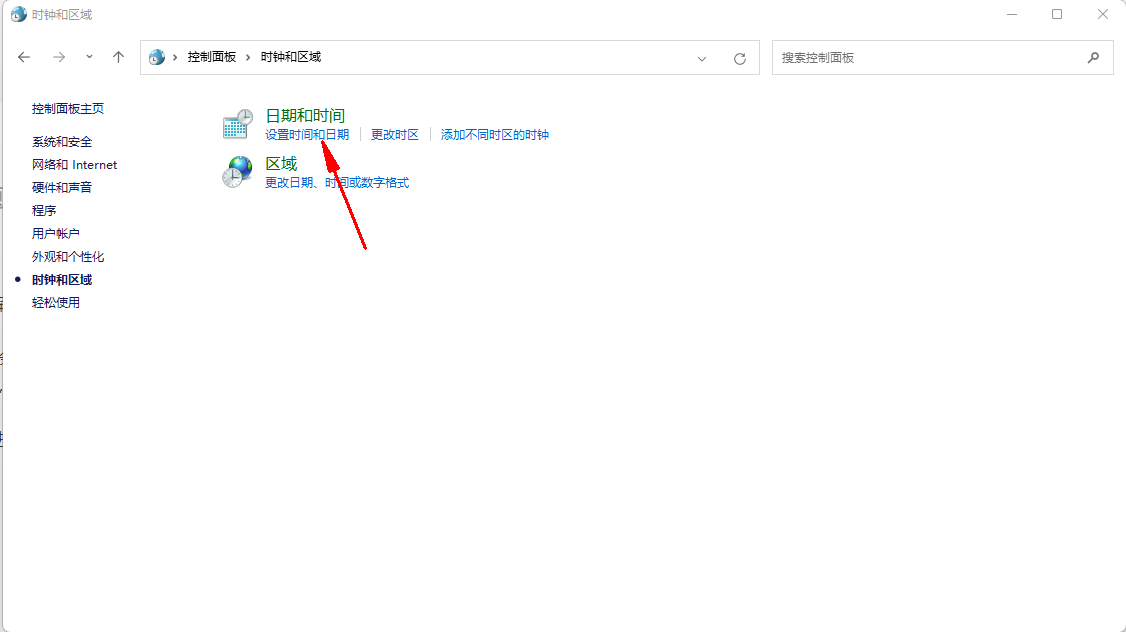 时钟和区域
控制面板 时钟和区域
搜索控制面板
控制面板主页
系统和安全
网络和 Internet
硬件和声音
程序
用户帐户
外观和个性化
时钟和区域
轻松使用
日期和时间
设置时间和日期 更改时区 添加不同时区的时钟
区域
更改日期、时间或数字格式